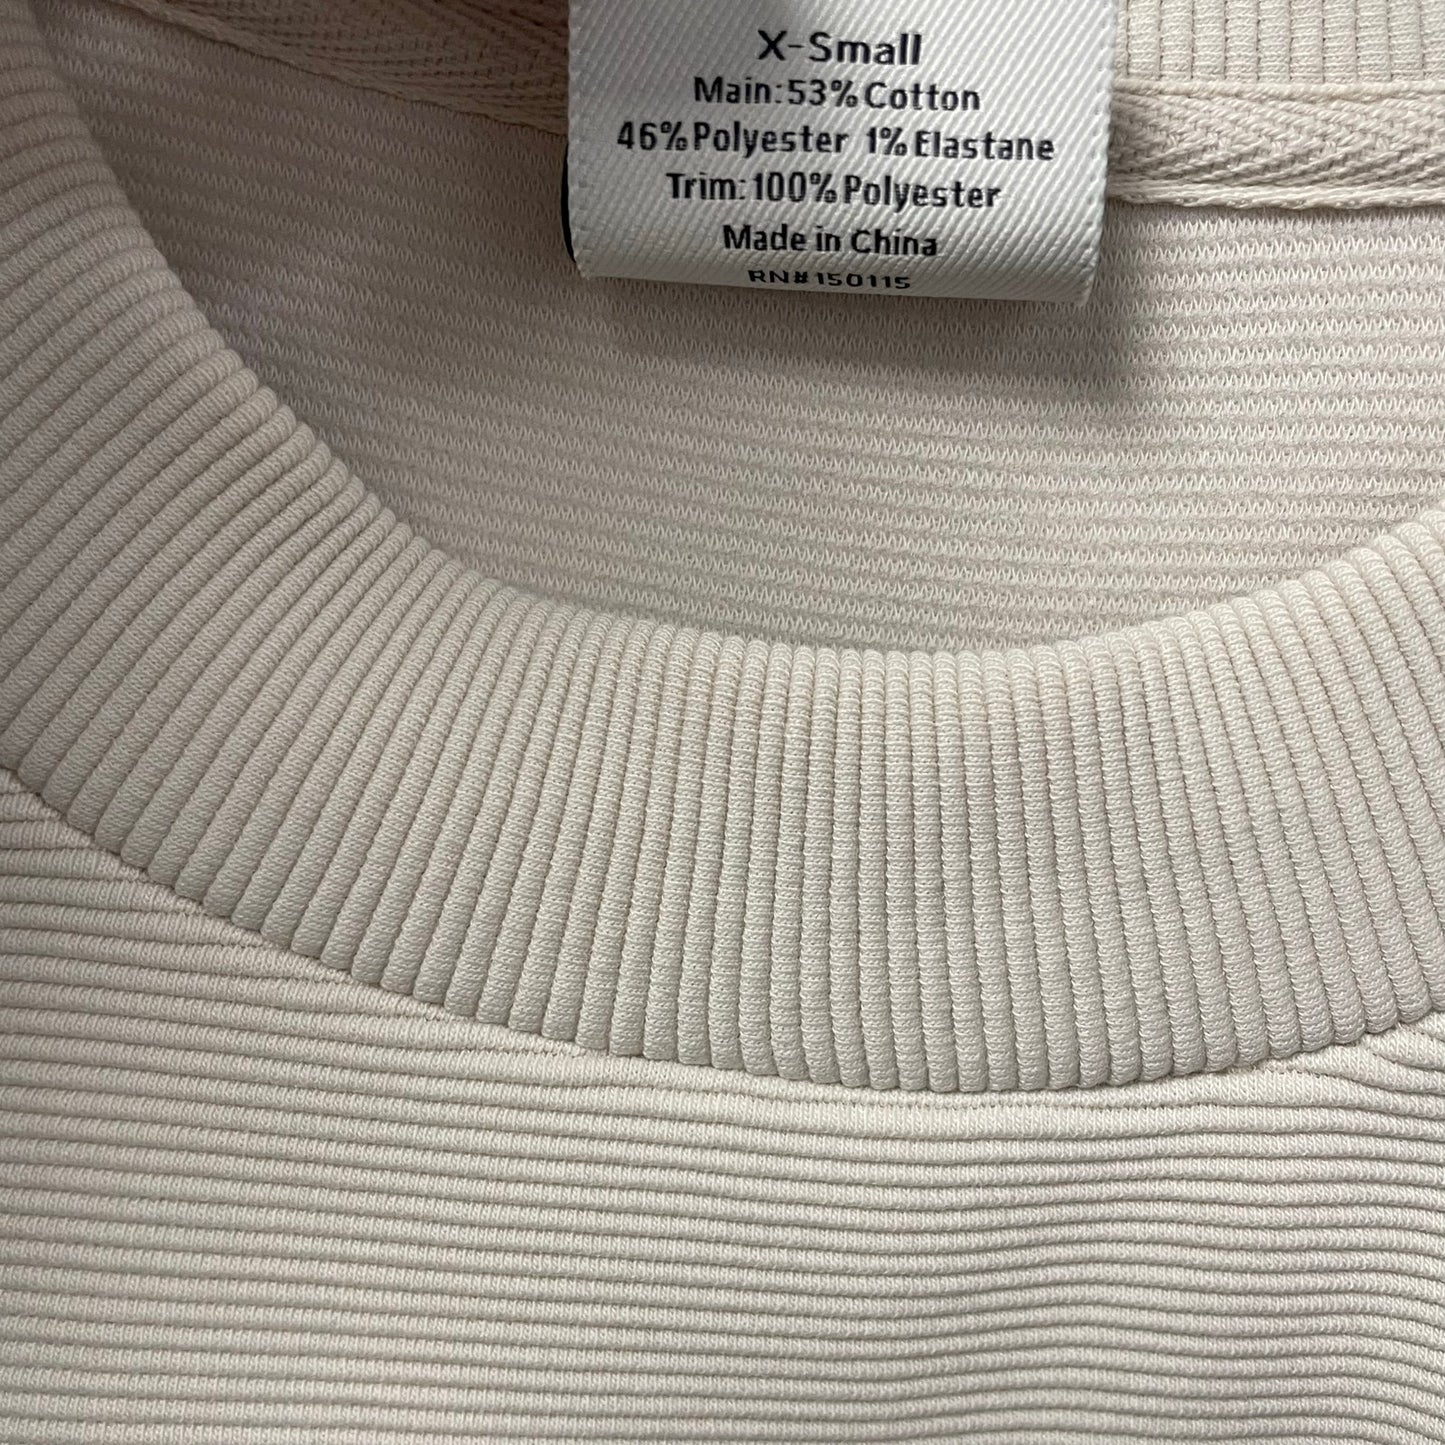 X-Small
Main:53% Cotton
46% Polyester 1% Elastane
Trim:100% Polyester
Made in China
RN#150115